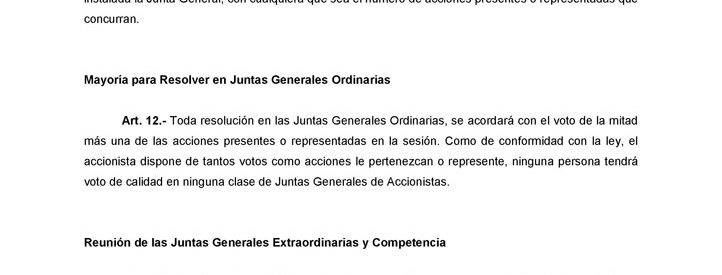 instalada la Junta General, con cualquiera que sea el número de acciones presentes o representadas que
concurran.
Mayoría para Resolver en Juntas Generales Ordinarias
Art. 12.- Toda resolución en las Juntas Generales Ordinarias, se acordará con el voto de la mitad
más una de las acciones presentes o representadas en la sesión. Como de conformidad con la ley, el
accionista dispone de tantos votos como acciones le pertenezcan o represente, ninguna persona tendrá
voto de calidad en ninguna clase de Juntas Generales de Accionistas.
Reunión de las Juntas Generales Extraordinarias y Competencia